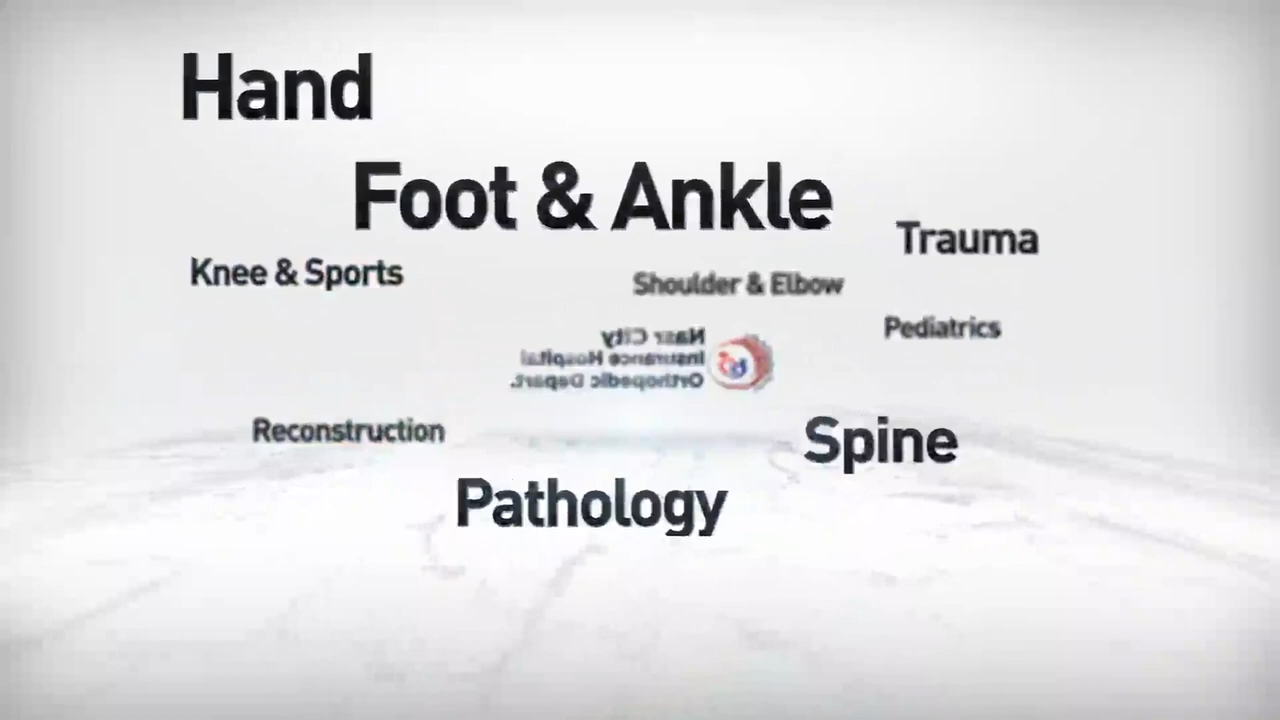 Hand
Foot & Ankle
Trauma
Knee & Sports
Shoulder & Elbow
Pediatrics
Nasr City
Insurance Hospital
Orthopedic Depart.
Reconstruction
Spine
Pathology